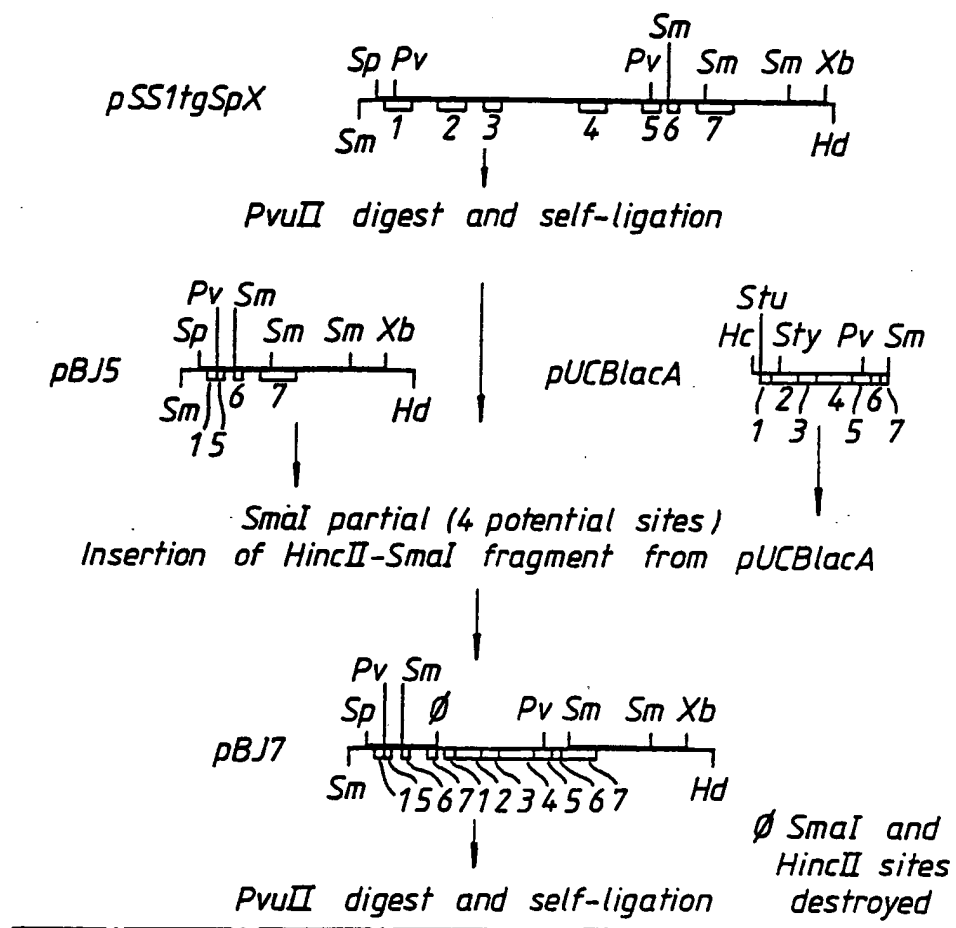 Sm
Sp Pv Pv Sm Sm Xb
pSS1tgSpX
1 2 3 4 5 6 7
Sm Hd
PvuII digest and self-ligation
Pv Sm
Sp Sm Sm Xb
pBJ5
6 7
Sm Hd
1 5
Stu
Hc Sty Pv Sm
pUCBlacA
2 4 6
1 3 5 7
SmaI partial (4 potential sites)
Insertion of HincII-SmaI fragment from pUCBlacA
Pv Sm
Sp Ø Pv Sm Sm Xb
pBJ7
Sm 1 5 6 7 1 2 3 4 5 6 7 Hd
Ø SmaI and
HincII sites
destroyed
PvuII digest and self-ligation